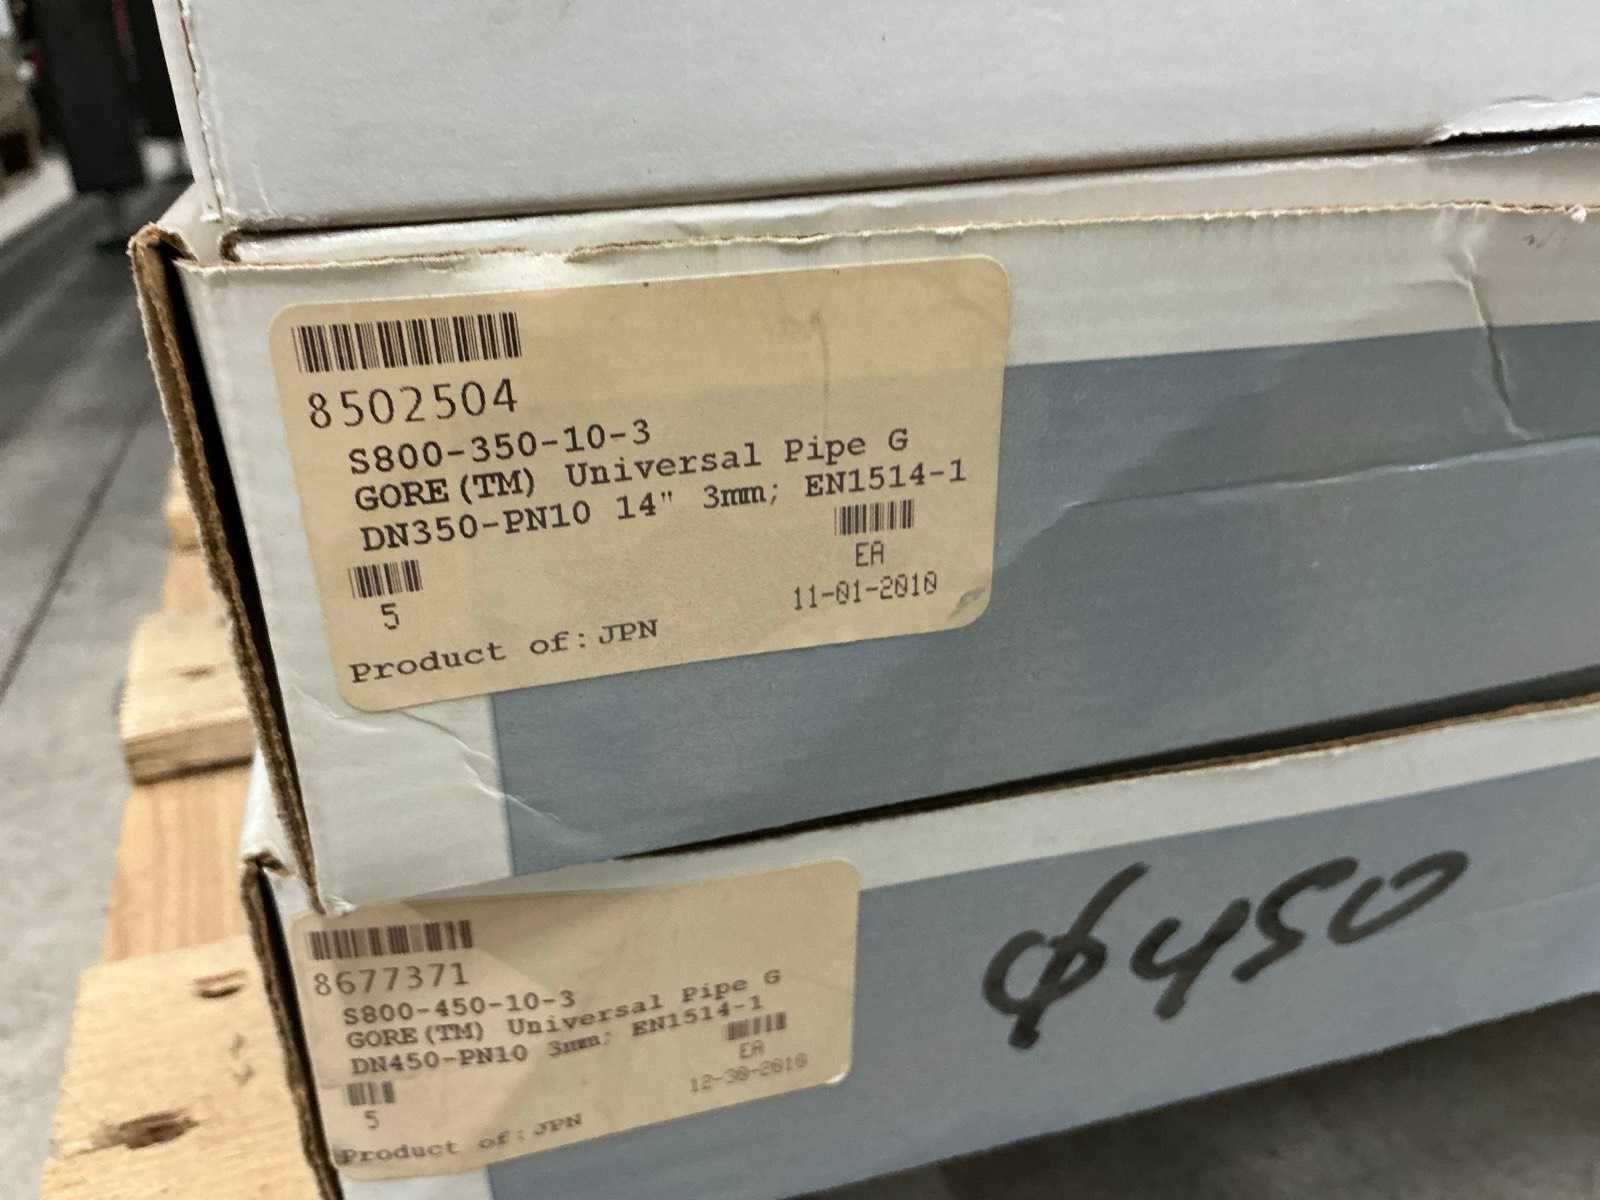 8502504
S800-350-10-3
GORE(TM) Universal Pipe G
DN350-PN10 14" 3mm; EN1514-1
EA
5
11-01-2010
Product of: JPN
8677371
S800-450-10-3
GORE(TM) Universal Pipe G
DN450-PN10 3mm; EN1514-1
EA
5
12-30-2010
Product of: JPN
φ450